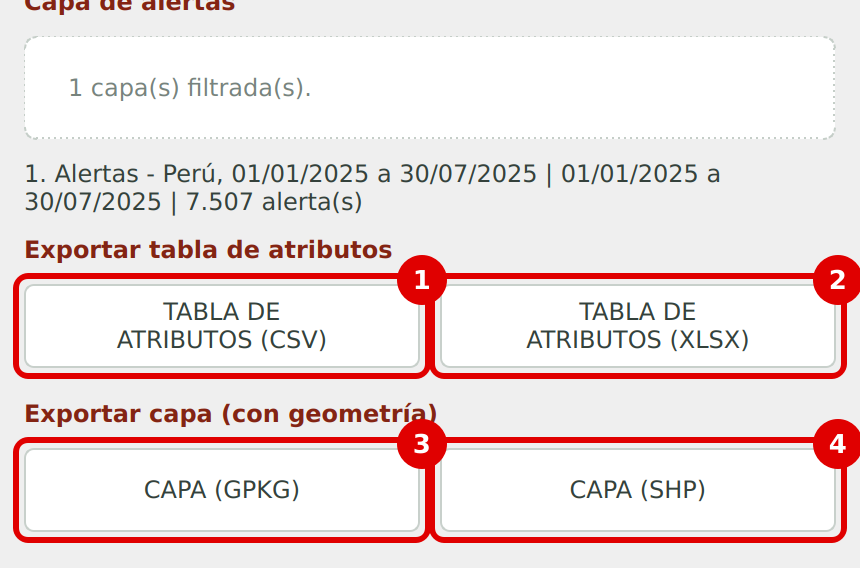 Capa de alertas
1 capa(s) filtrada(s).
1. Alertas - Perú, 01/01/2025 a 30/07/2025 | 01/01/2025 a
30/07/2025 | 7.507 alerta(s)
Exportar tabla de atributos
1
2
TABLA DE
ATRIBUTOS (CSV)
TABLA DE
ATRIBUTOS (XLSX)
Exportar capa (con geometría)
3
4
CAPA (GPKG)
CAPA (SHP)